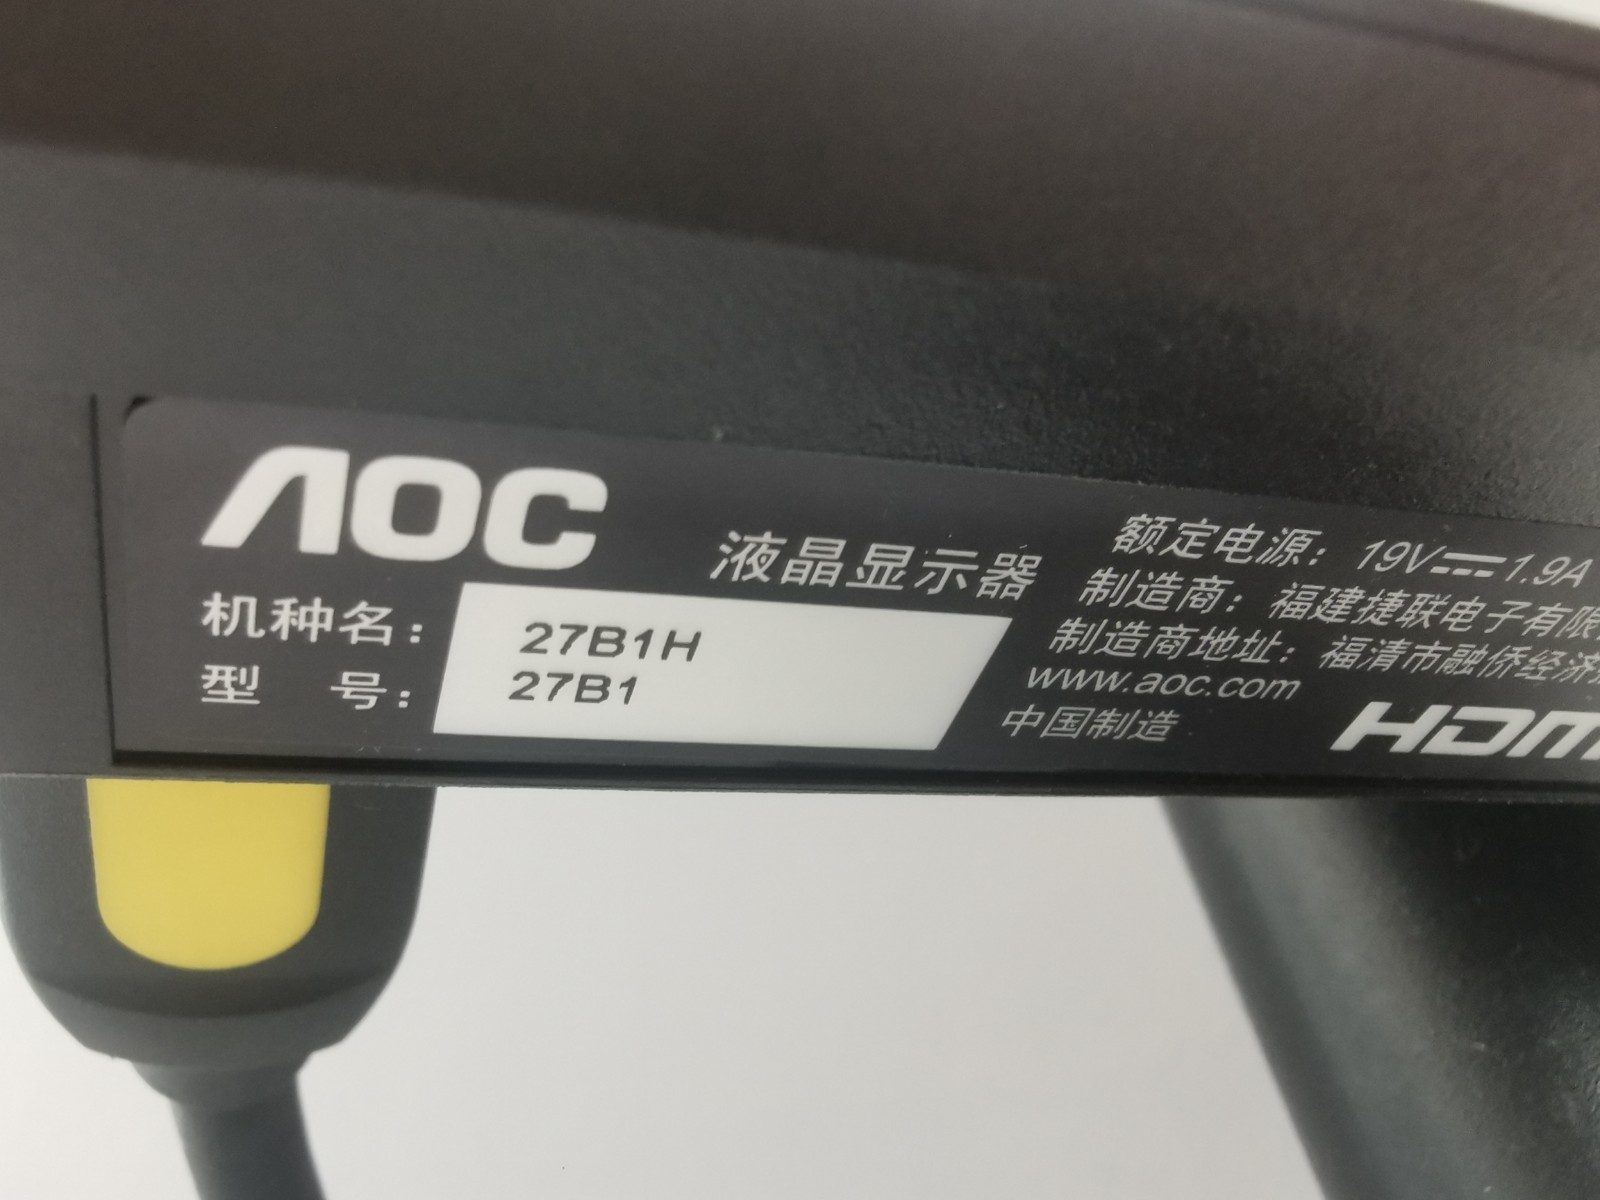 AOC
液晶显示器
机种名: 27B1H
型 号: 27B1
额定电源: 19V⎓1.9A
制造商: 福建捷联电子有限
制造商地址: 福清市融侨经济
www.aoc.com
中国制造
HDM